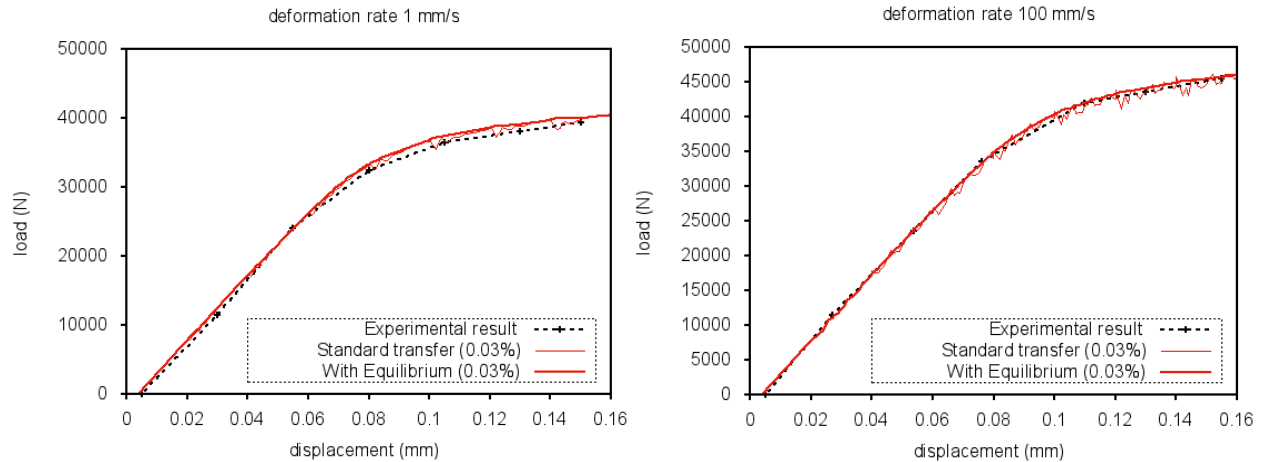 deformation rate 1 mm/s
50000
40000
30000
20000
10000
0
load (N)
Experimental result
Standard transfer (0.03%)
With Equilibrium (0.03%)
0 0.02 0.04 0.06 0.08 0.1 0.12 0.14 0.16
displacement (mm)
deformation rate 100 mm/s
50000
45000
40000
35000
30000
25000
20000
15000
10000
5000
0
load (N)
Experimental result
Standard transfer (0.03%)
With Equilibrium (0.03%)
0 0.02 0.04 0.06 0.08 0.1 0.12 0.14 0.16
displacement (mm)